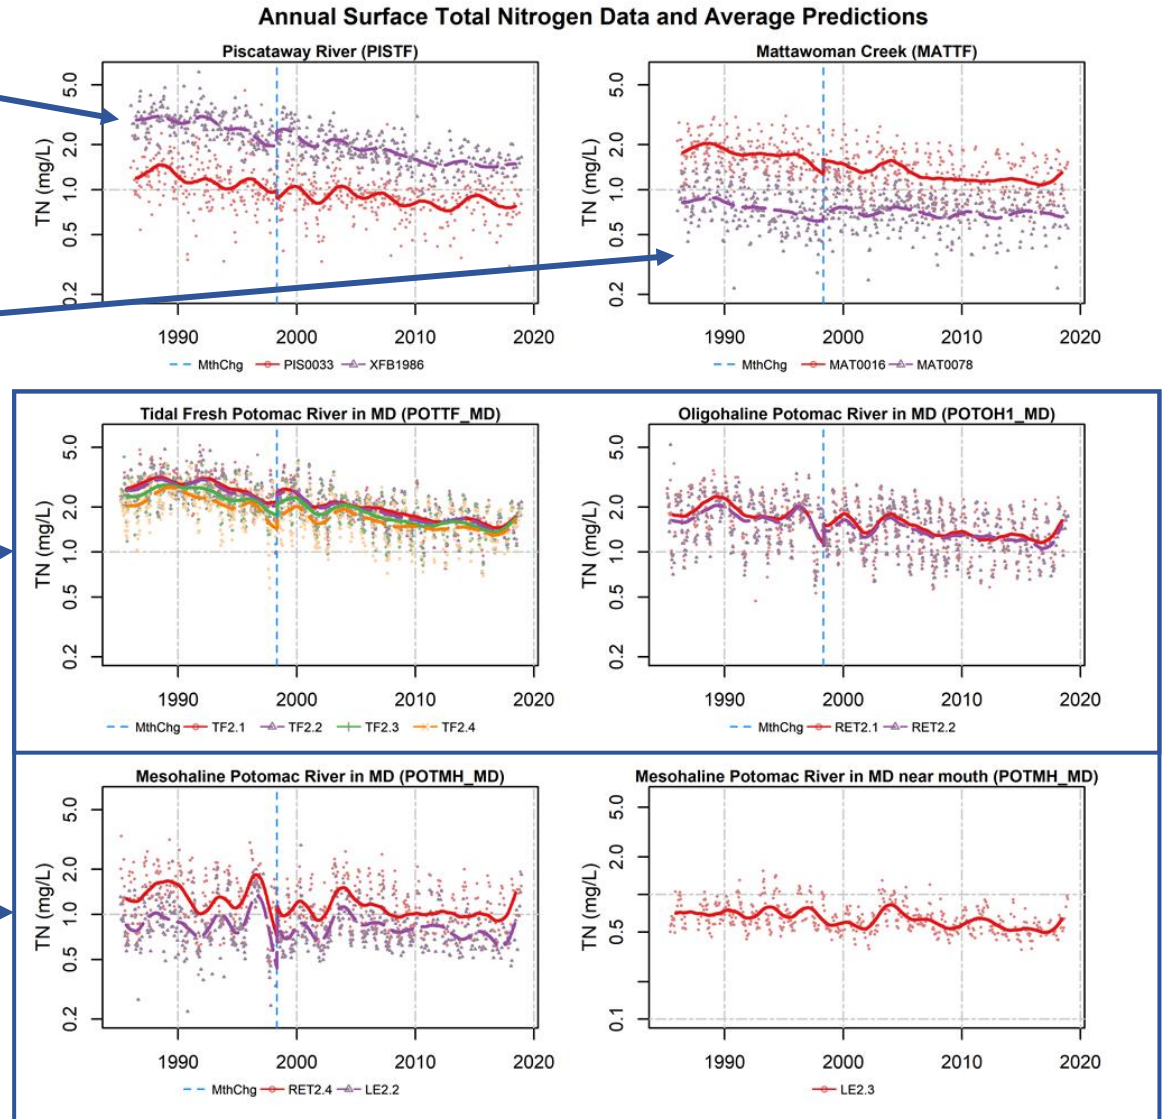 Annual Surface Total Nitrogen Data and Average Predictions
Piscataway River (PISTF)
TN (mg/L)
5.0
2.0
1.0
0.5
0.2
1990 2000 2010 2020
MthChg PIS0033 XFB1986
Mattawoman Creek (MATTF)
TN (mg/L)
5.0
2.0
1.0
0.5
0.2
1990 2000 2010 2020
MthChg MAT0016 MAT0078
Tidal Fresh Potomac River in MD (POTTF_MD)
TN (mg/L)
5.0
2.0
1.0
0.5
0.2
1990 2000 2010 2020
MthChg TF2.1 TF2.2 TF2.3 TF2.4
Oligohaline Potomac River in MD (POTOH1_MD)
TN (mg/L)
5.0
2.0
1.0
0.5
0.2
1990 2000 2010 2020
MthChg RET2.1 RET2.2
Mesohaline Potomac River in MD (POTMH_MD)
TN (mg/L)
5.0
2.0
1.0
0.5
0.2
1990 2000 2010 2020
MthChg RET2.4 LE2.2
Mesohaline Potomac River in MD near mouth (POTMH_MD)
TN (mg/L)
5.0
2.0
0.5
0.1
1990 2000 2010 2020
LE2.3